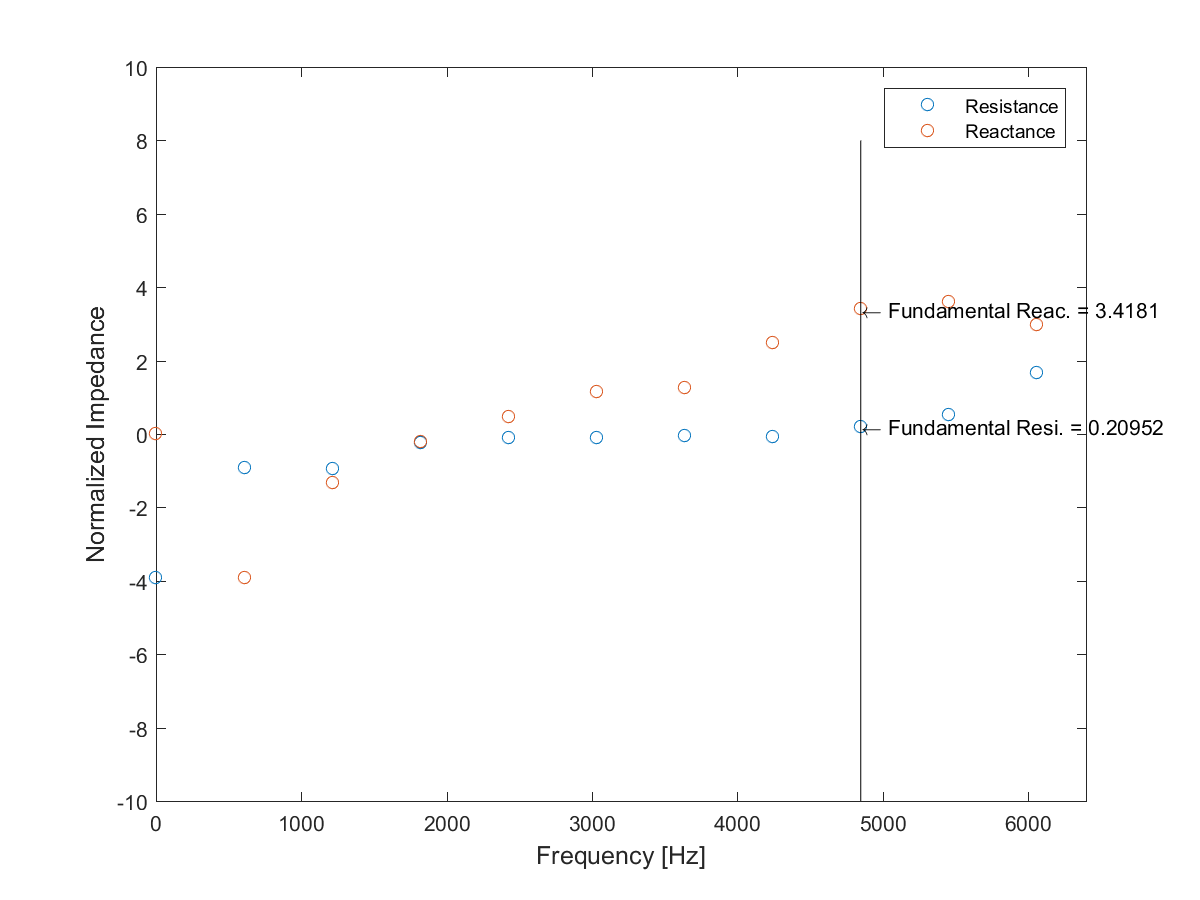 10
8
6
4
2
0
-2
-4
-6
-8
-10
Normalized Impedance
Resistance
Reactance
← Fundamental Reac. = 3.4181
← Fundamental Resi. = 0.20952
0 1000 2000 3000 4000 5000 6000
Frequency [Hz]